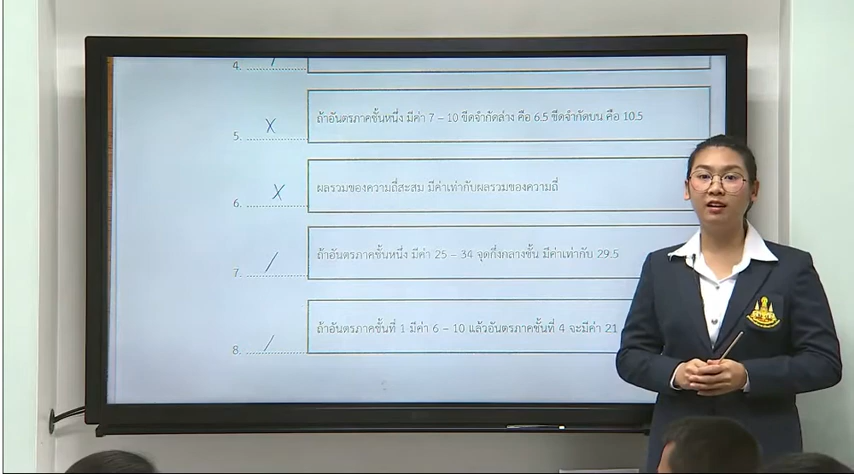 4. /
5. X ถ้าอันตรภาคชั้นหนึ่ง มีค่า 7 – 10 ขีดจำกัดล่าง คือ 6.5 ขีดจำกัดบน คือ 10.5
6. X ผลรวมของความถี่สะสม มีค่าเท่ากับผลรวมของความถี่
7. / ถ้าอันตรภาคชั้นหนึ่ง มีค่า 25 – 34 จุดกึ่งกลางชั้น มีค่าเท่ากับ 29.5
8. / ถ้าอันตรภาคชั้นที่ 1 มีค่า 6 – 10 แล้วอันตรภาคชั้นที่ 4 จะมีค่า 21